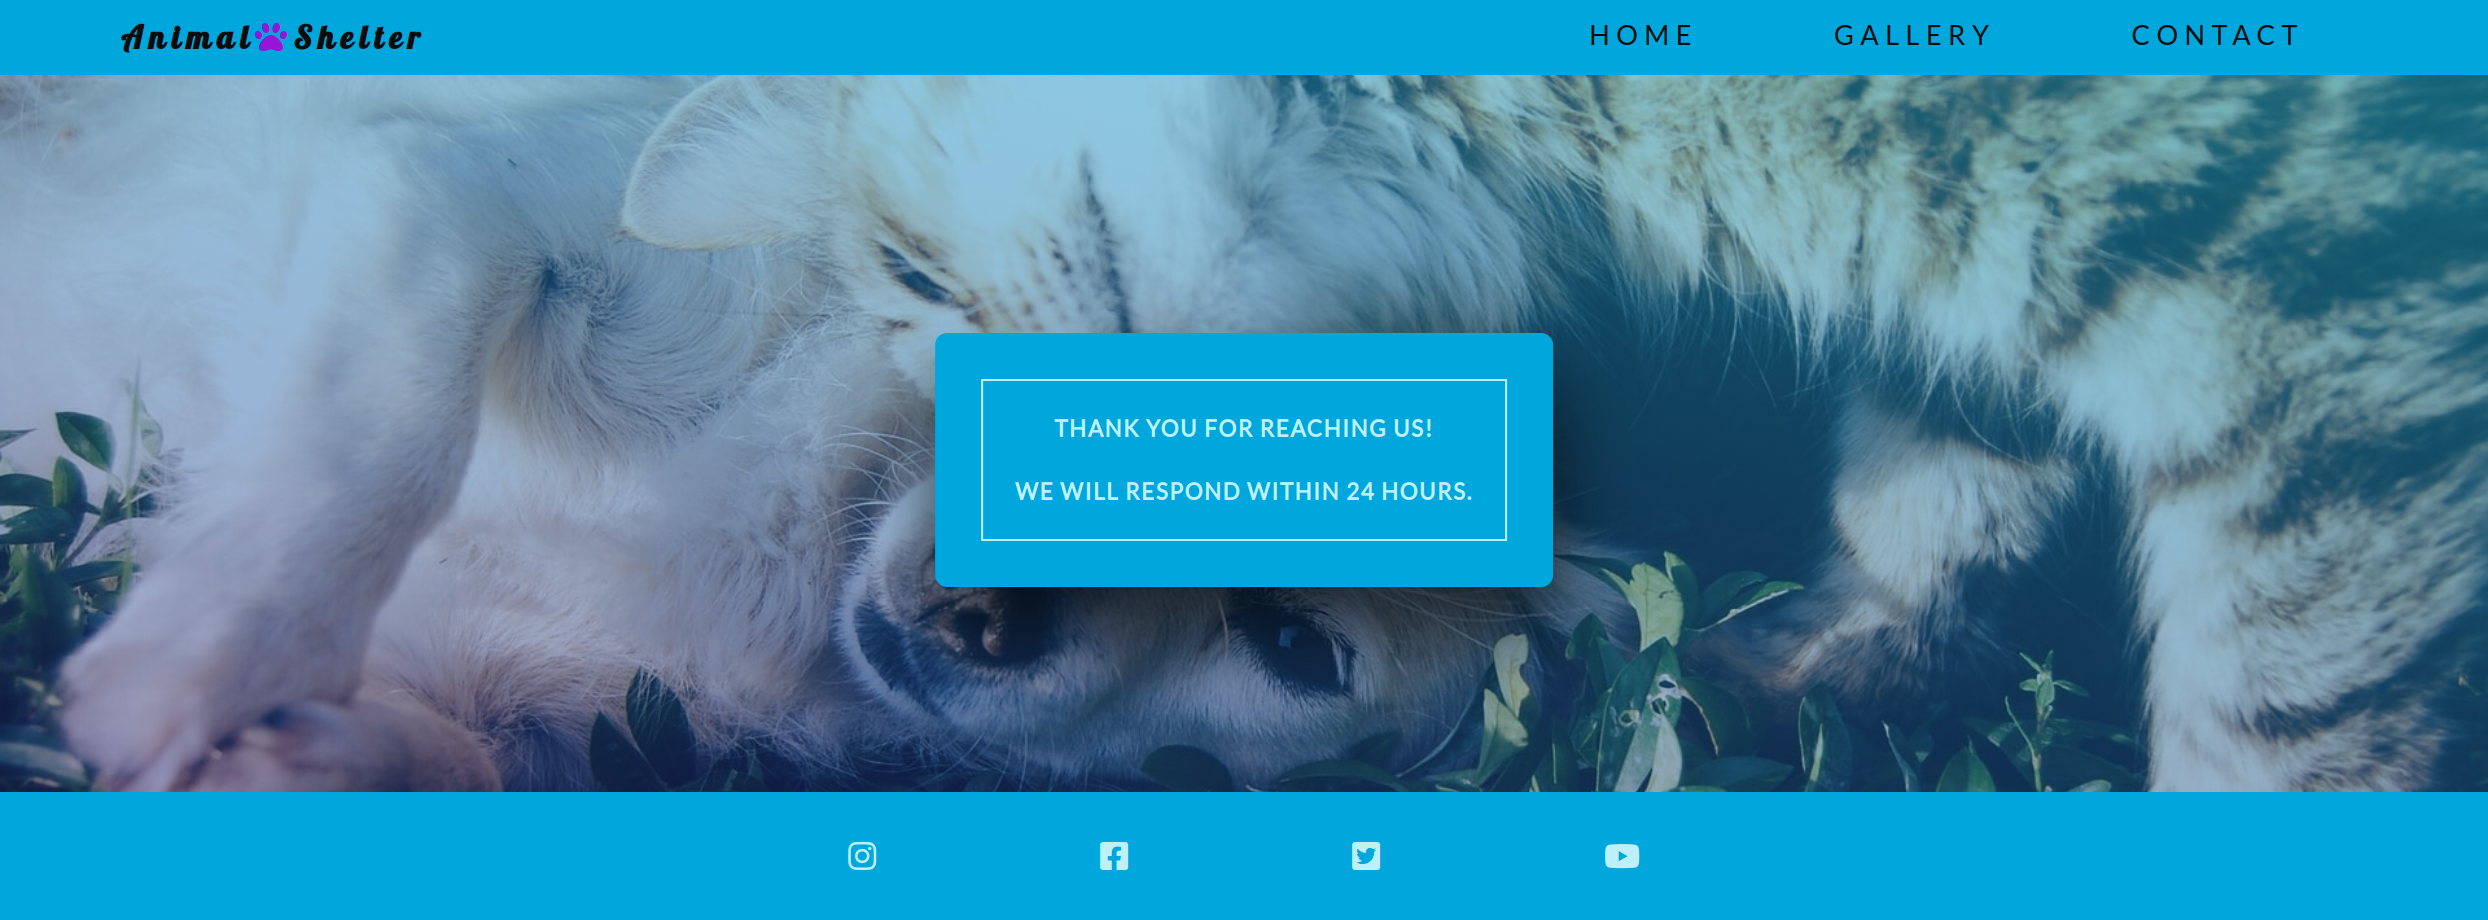 Animal Shelter
HOME GALLERY CONTACT
THANK YOU FOR REACHING US!
WE WILL RESPOND WITHIN 24 HOURS.